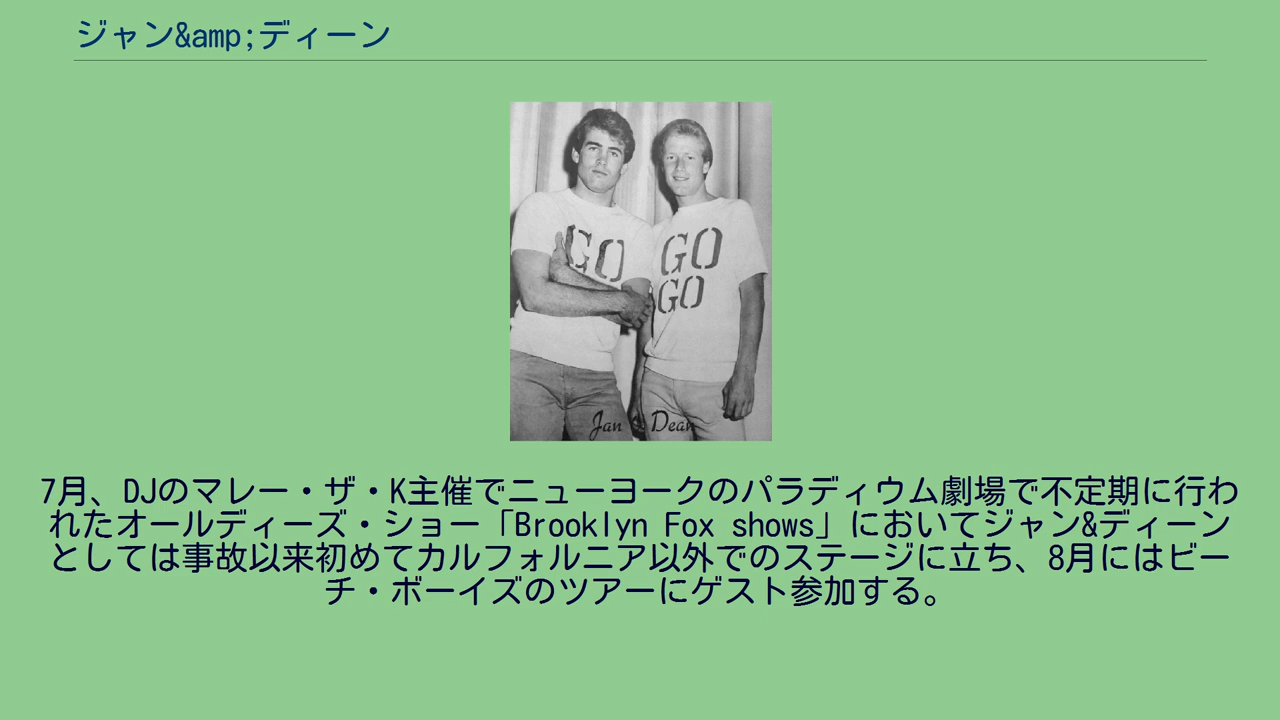 ジャン&amp;ディーン
GO
GO
GO
Jan & Dean
7月、DJのマレー・ザ・K主催でニューヨークのパラディウム劇場で不定期に行わ
れたオールディーズ・ショー「Brooklyn Fox shows」においてジャン&ディーン
としては事故以来初めてカルフォルニア以外でのステージに立ち、8月にはビー
チ・ボーイズのツアーにゲスト参加する。